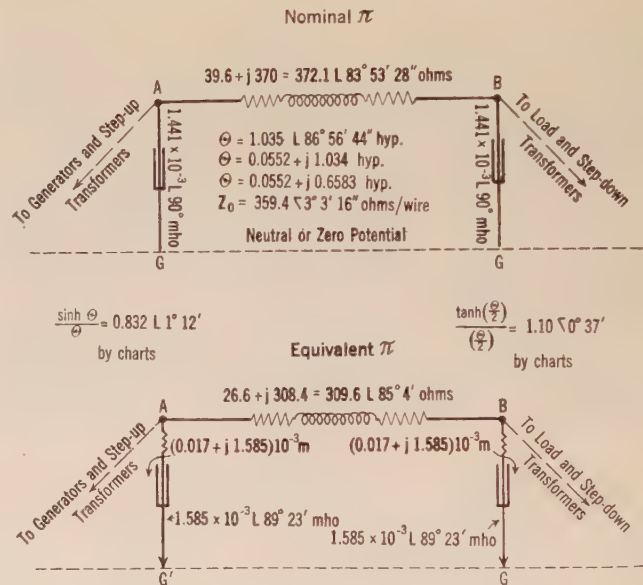 Nominal π
A
39.6 + j 370 = 372.1 L 83° 53′ 28″ ohms
B
To Generators and Step-up
Transformers
1.441 × 10⁻³ L 90° mho
Θ = 1.035 L 86° 56′ 44″ hyp.
Θ = 0.0552 + j 1.034 hyp.
Θ = 0.0552 + j 0.6583 hyp.
Z₀ = 359.4 ∇ 3° 3′ 16″ ohms/wire
Neutral or Zero Potential
1.441 × 10⁻³ L 90° mho
To Load and Step-down
Transformers
G
G
sinh Θ / Θ = 0.832 L 1° 12′
by charts
tanh(Θ/2) / (Θ/2) = 1.10 ∇ 0° 37′
by charts
Equivalent π
A
26.6 + j 308.4 = 309.6 L 85° 4′ ohms
B
To Generators and Step-up
Transformers
(0.017 + j 1.585)10⁻³m
(0.017 + j 1.585)10⁻³m
To Load and Step-down
Transformers
1.585 × 10⁻³ L 89° 23′ mho
1.585 × 10⁻³ L 89° 23′ mho
G′
G